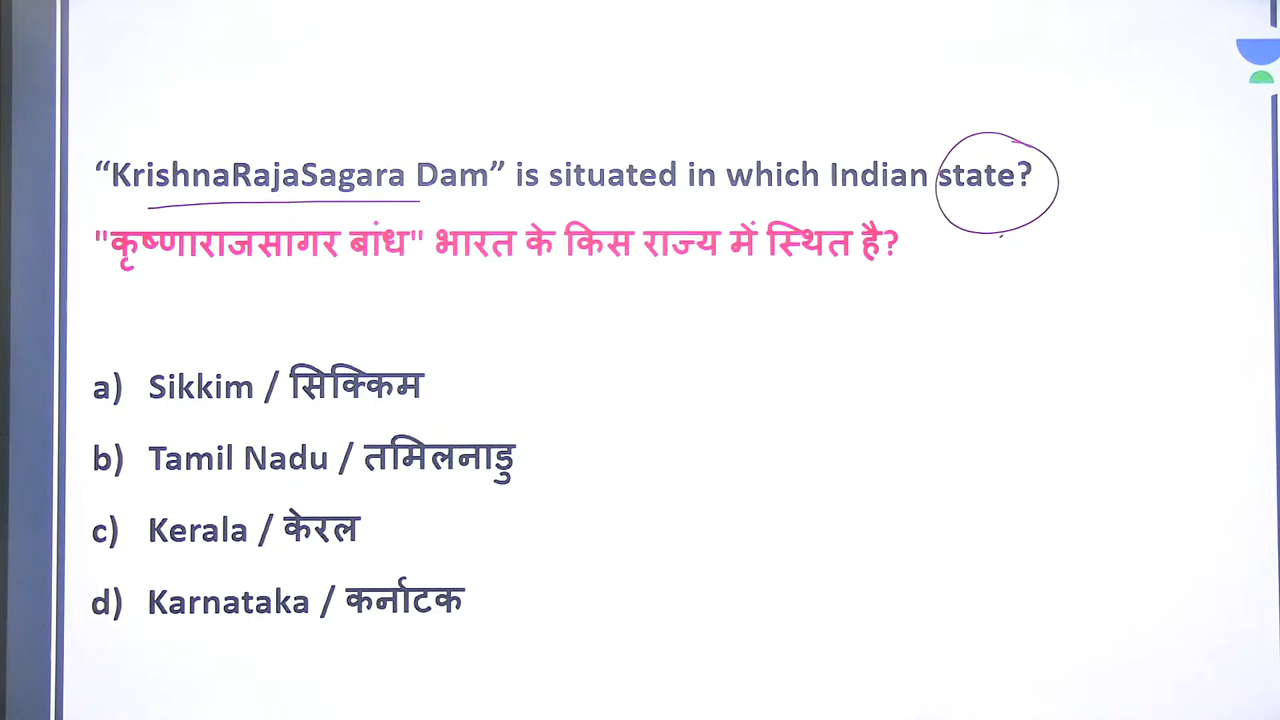 “KrishnaRajaSagara Dam” is situated in which Indian state?
"कृष्णाराजसागर बांध" भारत के किस राज्य में स्थित है?
a) Sikkim / सिक्किम
b) Tamil Nadu / तमिलनाडु
c) Kerala / केरल
d) Karnataka / कर्नाटक